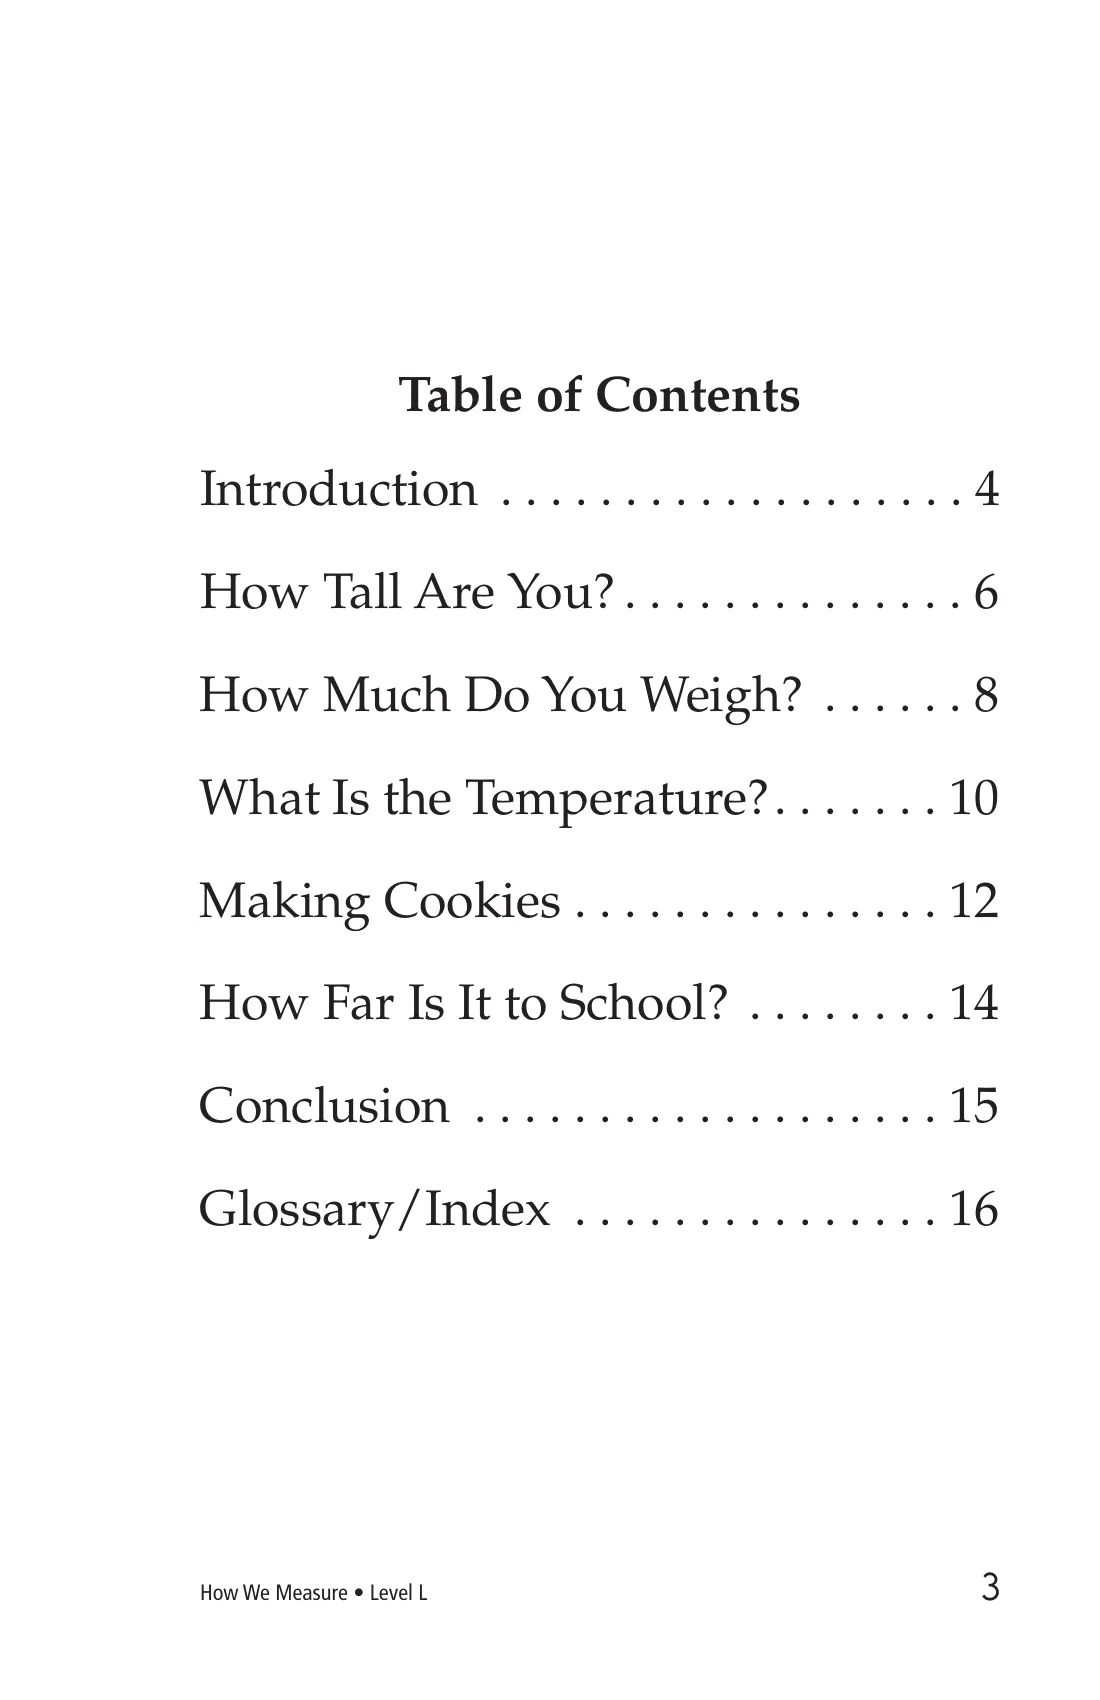 Table of Contents
Introduction . . . . . . . . . . . . . . . . . . . 4
How Tall Are You? . . . . . . . . . . . . . . 6
How Much Do You Weigh? . . . . . . 8
What Is the Temperature? . . . . . . . 10
Making Cookies . . . . . . . . . . . . . . . 12
How Far Is It to School? . . . . . . . . 14
Conclusion . . . . . . . . . . . . . . . . . . . 15
Glossary/Index . . . . . . . . . . . . . . . 16
How We Measure • Level L 3